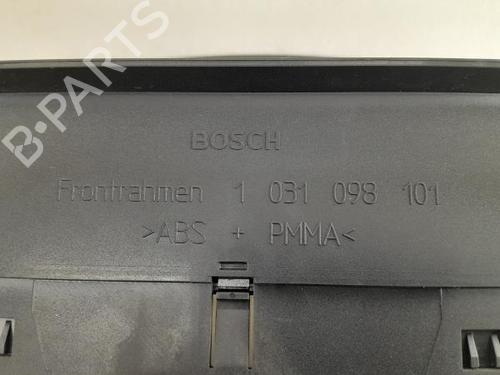 B-PARTS
BOSCH
Frontrahmen 1 031 098 101
>ABS + PMMA<